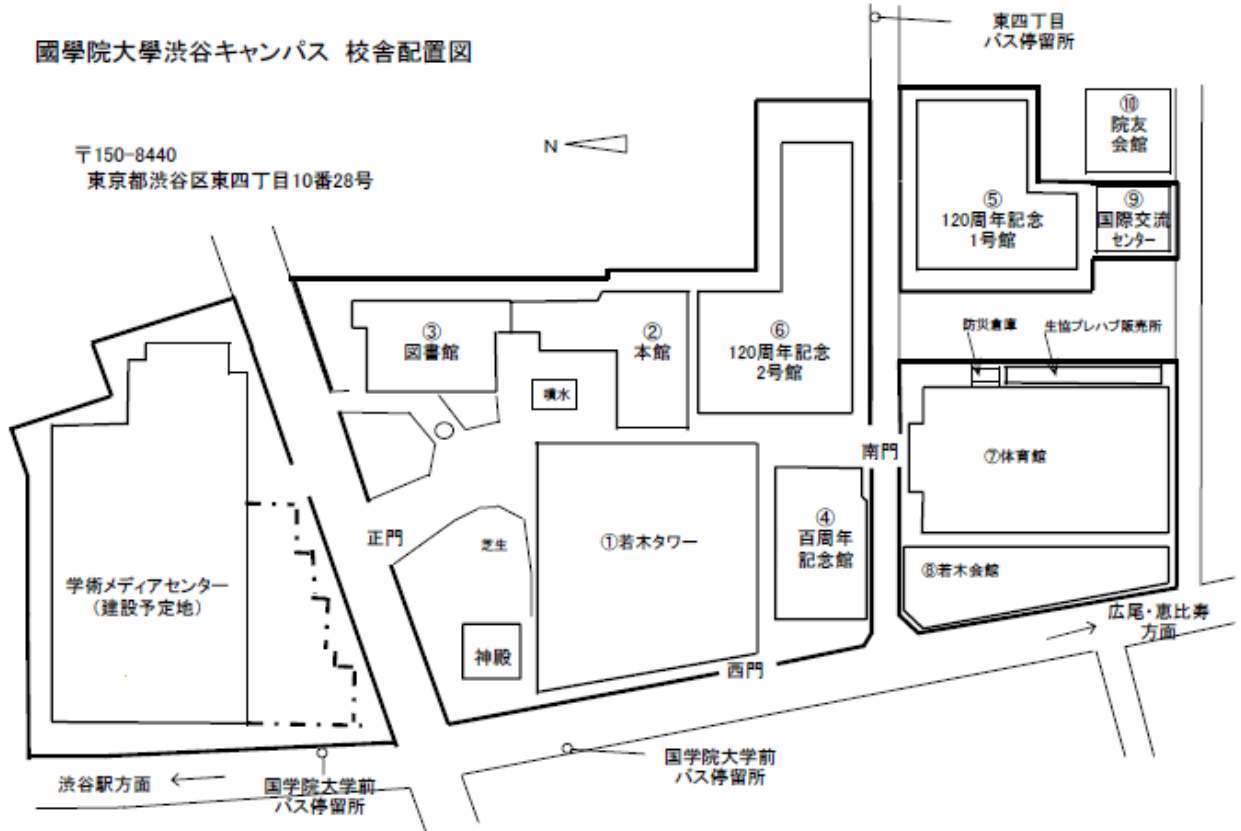 國學院大學渋谷キャンパス 校舎配置図
〒150-8440
東京都渋谷区東四丁目10番28号
N
東四丁目
バス停留所
⑩
院友
会館
⑤
120周年記念
1号館
⑨
国際交流
センター
③
図書館
②
本館
⑥
120周年記念
2号館
防災倉庫
生協プレハブ販売所
噴水
南門
⑦体育館
正門
芝生
①若木タワー
④
百周年
記念館
⑧若木会館
学術メディアセンター
(建設予定地)
神殿
西門
広尾・恵比寿
方面
渋谷駅方面
国学院大学前
バス停留所
国学院大学前
バス停留所